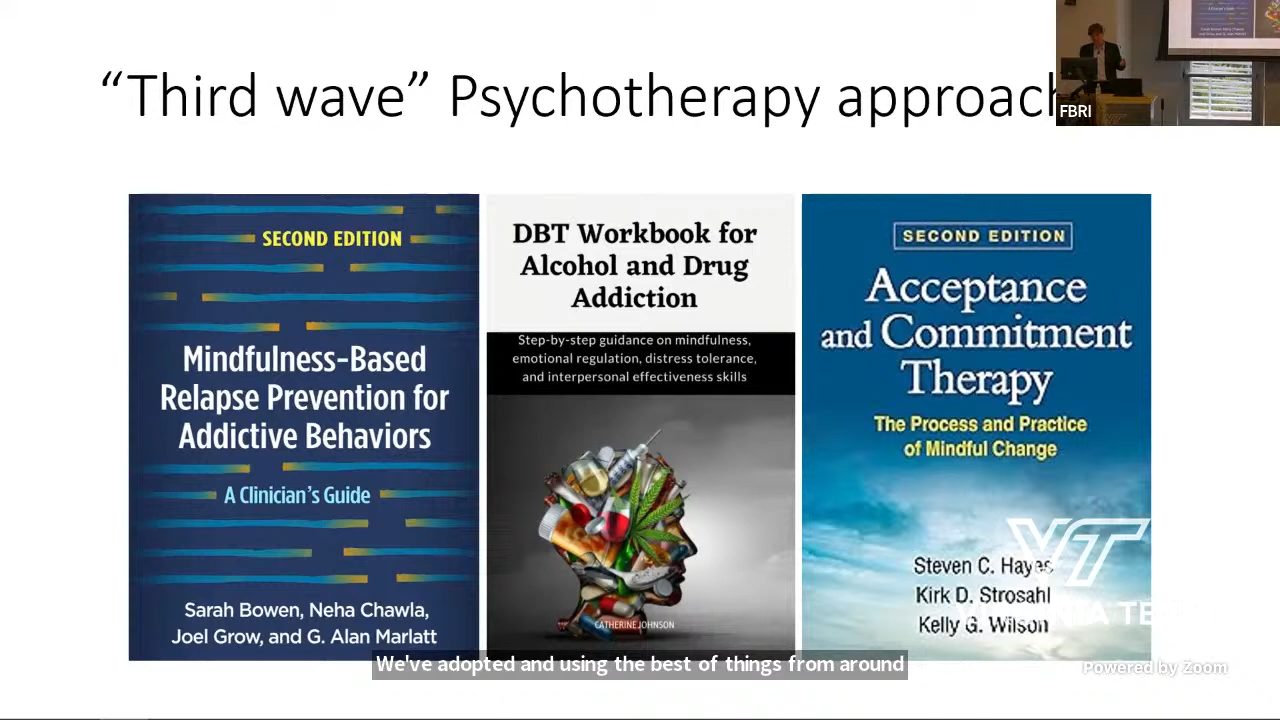 “Third wave” Psychotherapy approach
FBRI
SECOND EDITION
Mindfulness-Based
Relapse Prevention for
Addictive Behaviors
A Clinician's Guide
Sarah Bowen, Neha Chawla,
Joel Grow, and G. Alan Marlatt
DBT Workbook for
Alcohol and Drug
Addiction
Step-by-step guidance on mindfulness,
emotional regulation, distress tolerance,
and interpersonal effectiveness skills
CATHERINE JOHNSON
SECOND EDITION
Acceptance
and Commitment
Therapy
The Process and Practice
of Mindful Change
Steven C. Hayes
Kirk D. Strosahl
Kelly G. Wilson
VT
We've adopted and using the best of things from around
Powered by Zoom